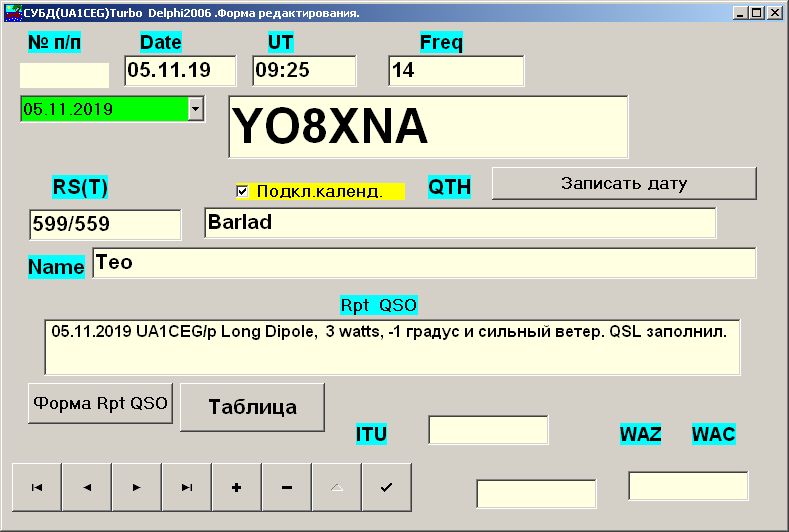 СУБД(UA1CEG)Turbo Delphi2006 .Форма редактирования.
№ п/п Date UT Freq
05.11.19 09:25 14
05.11.2019
YO8XNA
RS(T) Подкл.календ. QTH Записать дату
599/559 Barlad
Name Teo
Rpt QSO
05.11.2019 UA1CEG/p Long Dipole, 3 watts, -1 градус и сильный ветер. QSL заполнил.
Форма Rpt QSO Таблица
ITU WAZ WAC